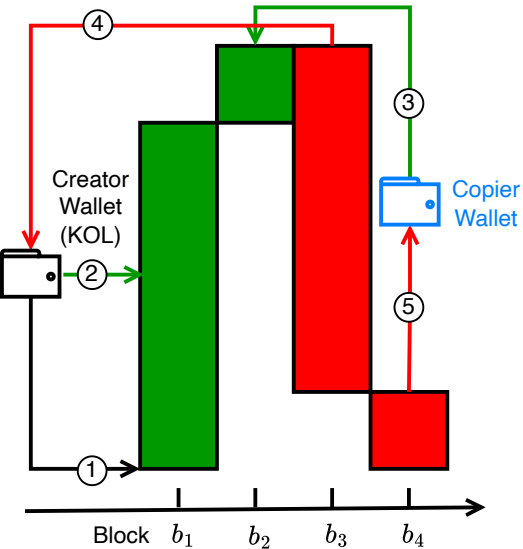 4
3
Creator
Wallet
(KOL)
Copier
Wallet
2
5
1
Block b₁ b₂ b₃ b₄